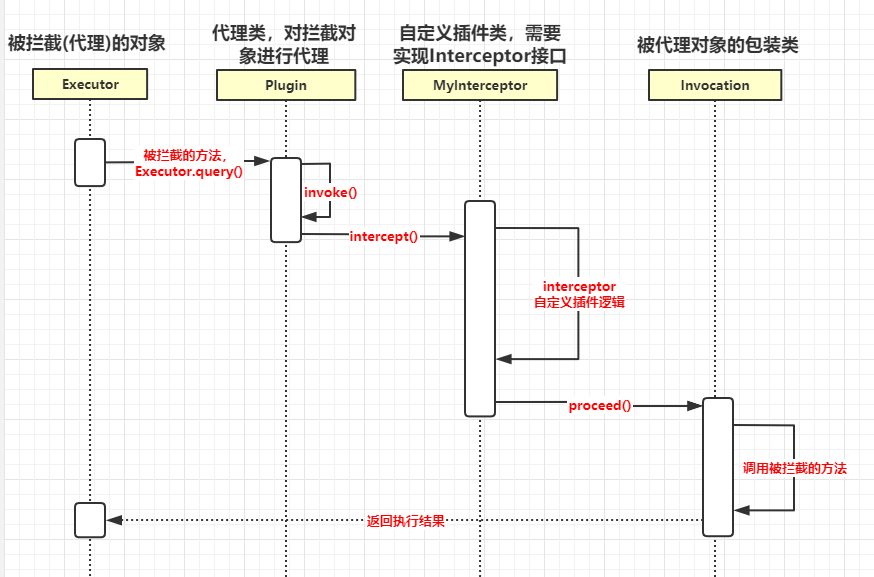 被拦截(代理)的对象
代理类，对拦截对
象进行代理
自定义插件类，需要
实现Interceptor接口
被代理对象的包装类
Executor
Plugin
MyInterceptor
Invocation
被拦截的方法，
Executor.query()
invoke()
intercept()
interceptor
自定义插件逻辑
proceed()
调用被拦截的方法
返回执行结果